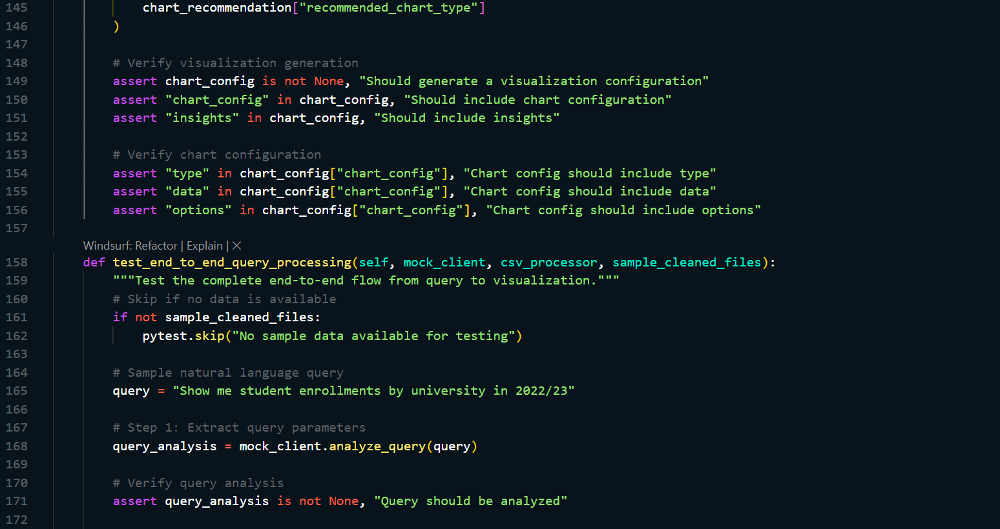 145 chart_recommendation["recommended_chart_type"]
146 )
147
148 # Verify visualization generation
149 assert chart_config is not None, "Should generate a visualization configuration"
150 assert "chart_config" in chart_config, "Should include chart configuration"
151 assert "insights" in chart_config, "Should include insights"
152
153 # Verify chart configuration
154 assert "type" in chart_config["chart_config"], "Chart config should include type"
155 assert "data" in chart_config["chart_config"], "Chart config should include data"
156 assert "options" in chart_config["chart_config"], "Chart config should include options"
157
Windsurf: Refactor | Explain | ×
158 def test_end_to_end_query_processing(self, mock_client, csv_processor, sample_cleaned_files):
159 """Test the complete end-to-end flow from query to visualization."""
160 # Skip if no data is available
161 if not sample_cleaned_files:
162 pytest.skip("No sample data available for testing")
163
164 # Sample natural language query
165 query = "Show me student enrollments by university in 2022/23"
166
167 # Step 1: Extract query parameters
168 query_analysis = mock_client.analyze_query(query)
169
170 # Verify query analysis
171 assert query_analysis is not None, "Query should be analyzed"
172